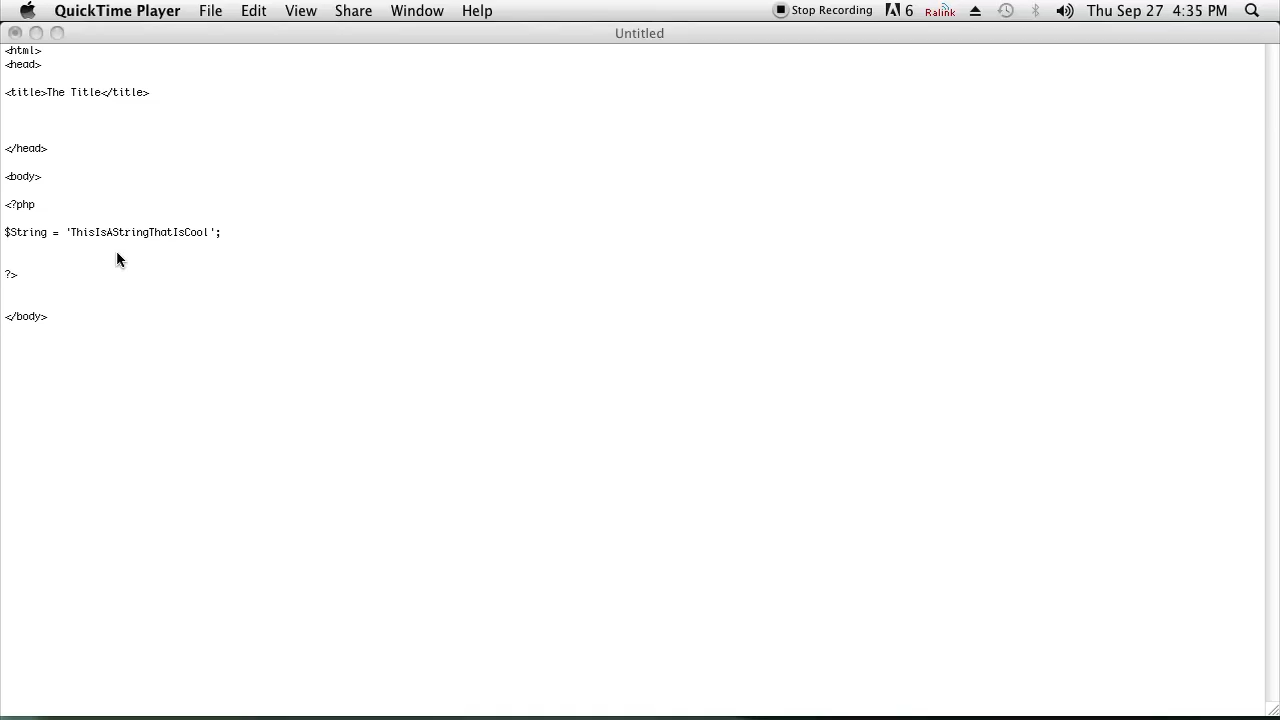 QuickTime Player File Edit View Share Window Help Stop Recording 6 Ralink Thu Sep 27 4:35 PM
Untitled
<html>
<head>
<title>The Title</title>
</head>
<body>
<?php
$String = 'ThisIsAStringThatIsCool';
?>
</body>